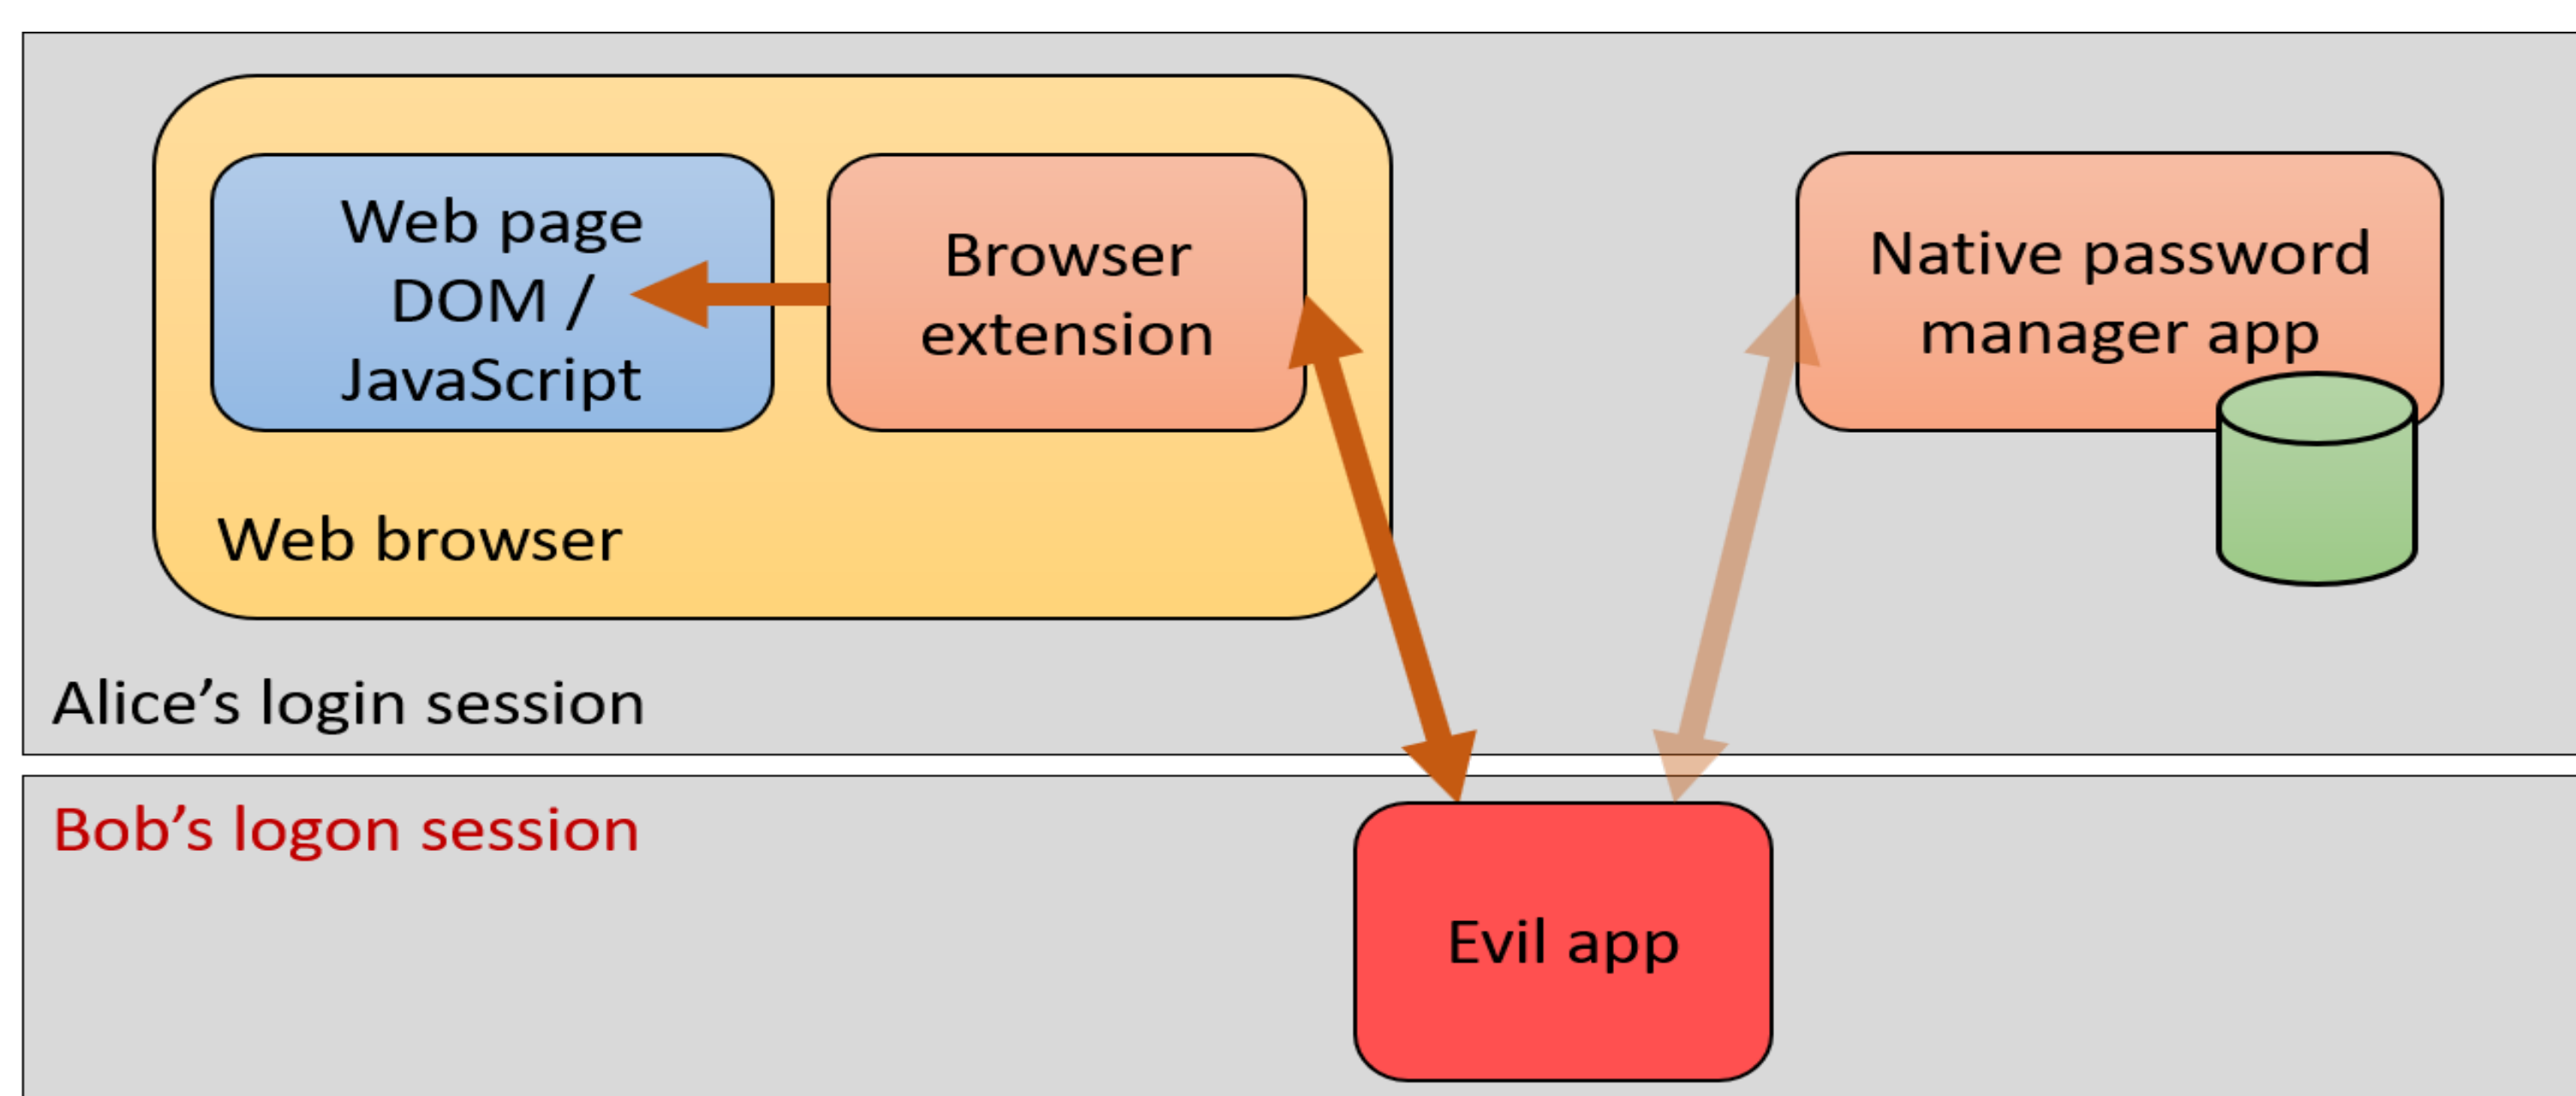 Web page
DOM /
JavaScript
Browser
extension
Native password
manager app
Web browser
Alice’s login session
Bob’s logon session
Evil app